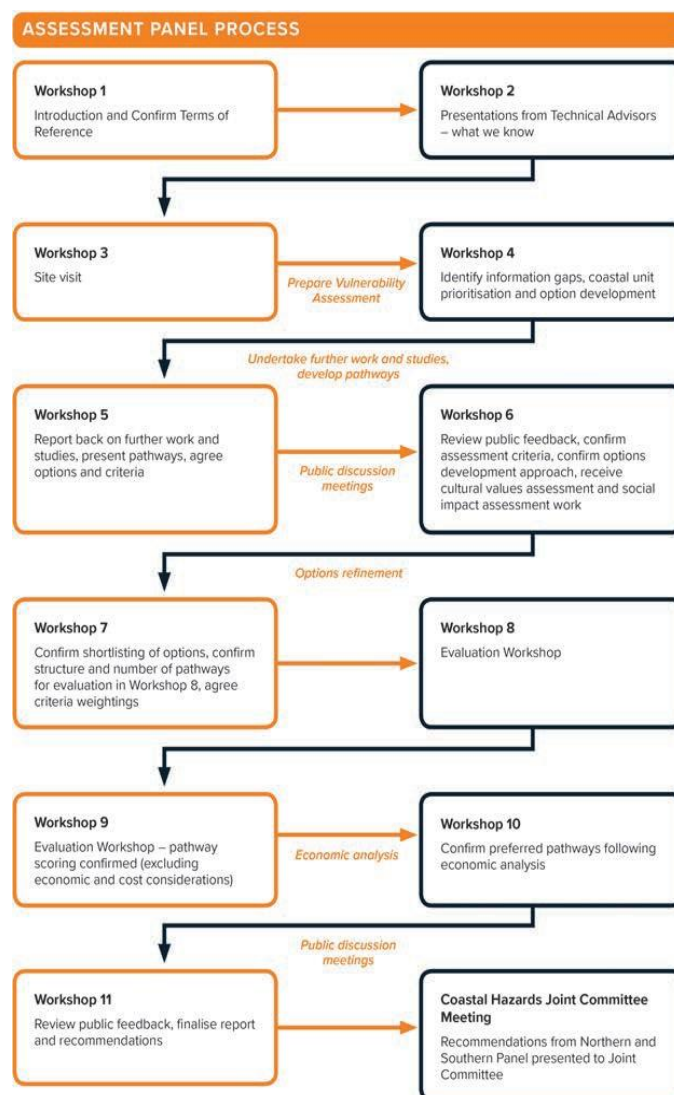 ASSESSMENT PANEL PROCESS
Workshop 1
Introduction and Confirm Terms of
Reference
Workshop 2
Presentations from Technical Advisors
– what we know
Workshop 3
Site visit
Prepare Vulnerability
Assessment
Workshop 4
Identify information gaps, coastal unit
prioritisation and option development
Undertake further work and studies,
develop pathways
Workshop 5
Report back on further work and
studies, present pathways, agree
options and criteria
Public discussion
meetings
Workshop 6
Review public feedback, confirm
assessment criteria, confirm options
development approach, receive
cultural values assessment and social
impact assessment work
Options refinement
Workshop 7
Confirm shortlisting of options, confirm
structure and number of pathways
for evaluation in Workshop 8, agree
criteria weightings
Workshop 8
Evaluation Workshop
Workshop 9
Evaluation Workshop – pathway
scoring confirmed (excluding
economic and cost considerations)
Economic analysis
Workshop 10
Confirm preferred pathways following
economic analysis
Public discussion
meetings
Workshop 11
Review public feedback, finalise report
and recommendations
Coastal Hazards Joint Committee
Meeting
Recommendations from Northern and
Southern Panel presented to Joint
Committee